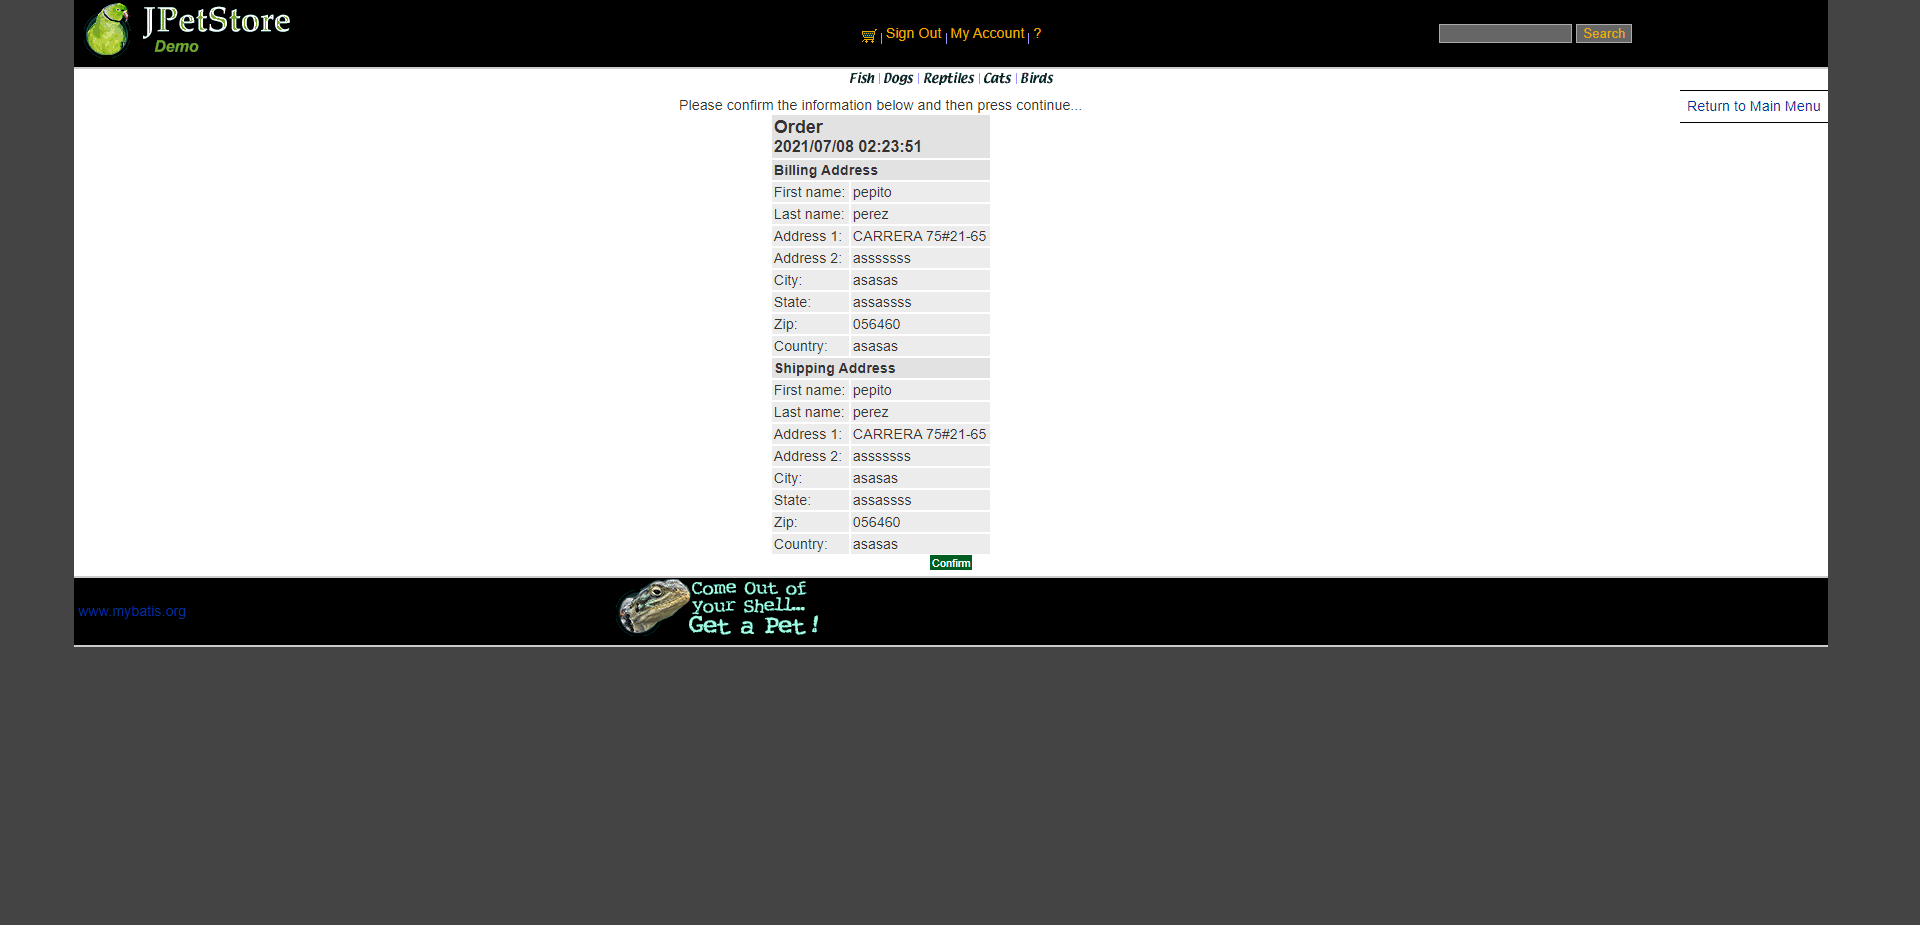 JPetStore
Demo
Sign Out My Account ?
Search
Fish Dogs Reptiles Cats Birds
Please confirm the information below and then press continue...
Return to Main Menu
Order
2021/07/08 02:23:51
Billing Address
First name: pepito
Last name: perez
Address 1: CARRERA 75#21-65
Address 2: asssssss
City: asasas
State: assassss
Zip: 056460
Country: asasas
Shipping Address
First name: pepito
Last name: perez
Address 1: CARRERA 75#21-65
Address 2: asssssss
City: asasas
State: assassss
Zip: 056460
Country: asasas
Confirm
www.mybatis.org
Come Out of
your Shell...
Get a Pet!